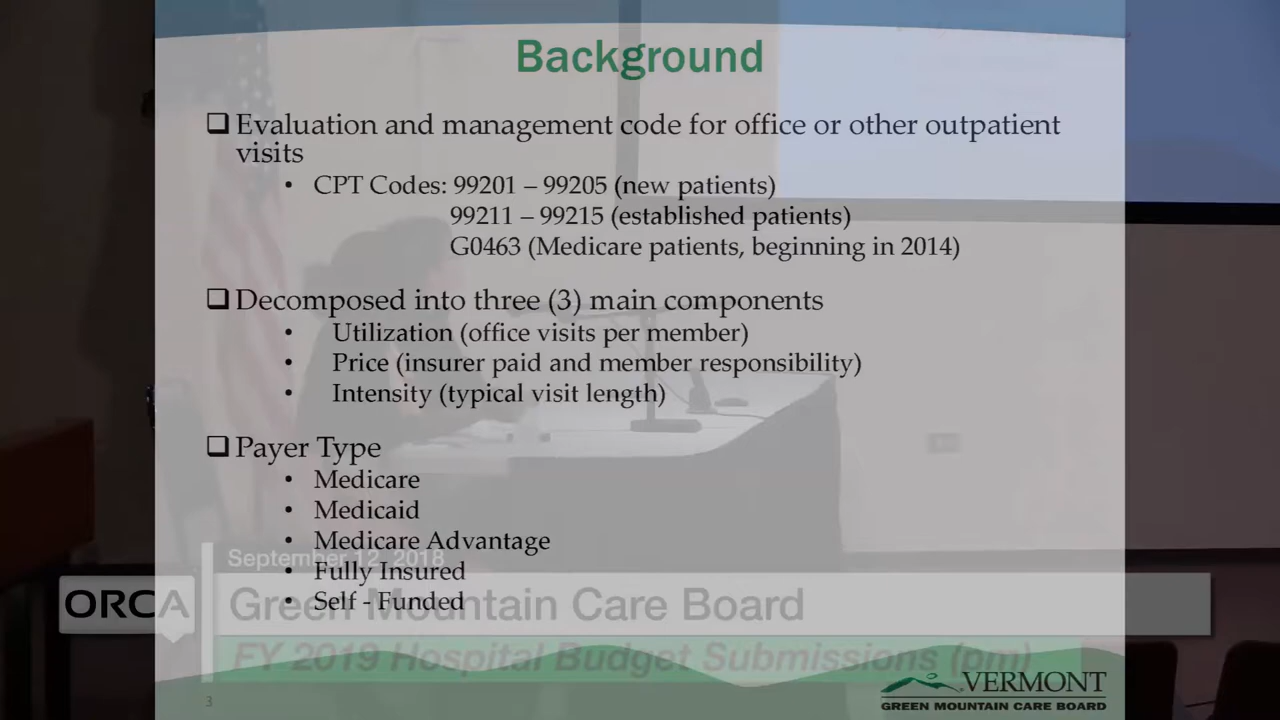 Background
❑ Evaluation and management code for office or other outpatient
visits
• CPT Codes: 99201 – 99205 (new patients)
99211 – 99215 (established patients)
G0463 (Medicare patients, beginning in 2014)
❑ Decomposed into three (3) main components
• Utilization (office visits per member)
• Price (insurer paid and member responsibility)
• Intensity (typical visit length)
❑ Payer Type
• Medicare
• Medicaid
• Medicare Advantage
• Fully Insured
• Self - Funded
September 12, 2018
ORCA
Green Mountain Care Board
FY 2019 Hospital Budget Submissions (pm)
3
VERMONT
GREEN MOUNTAIN CARE BOARD